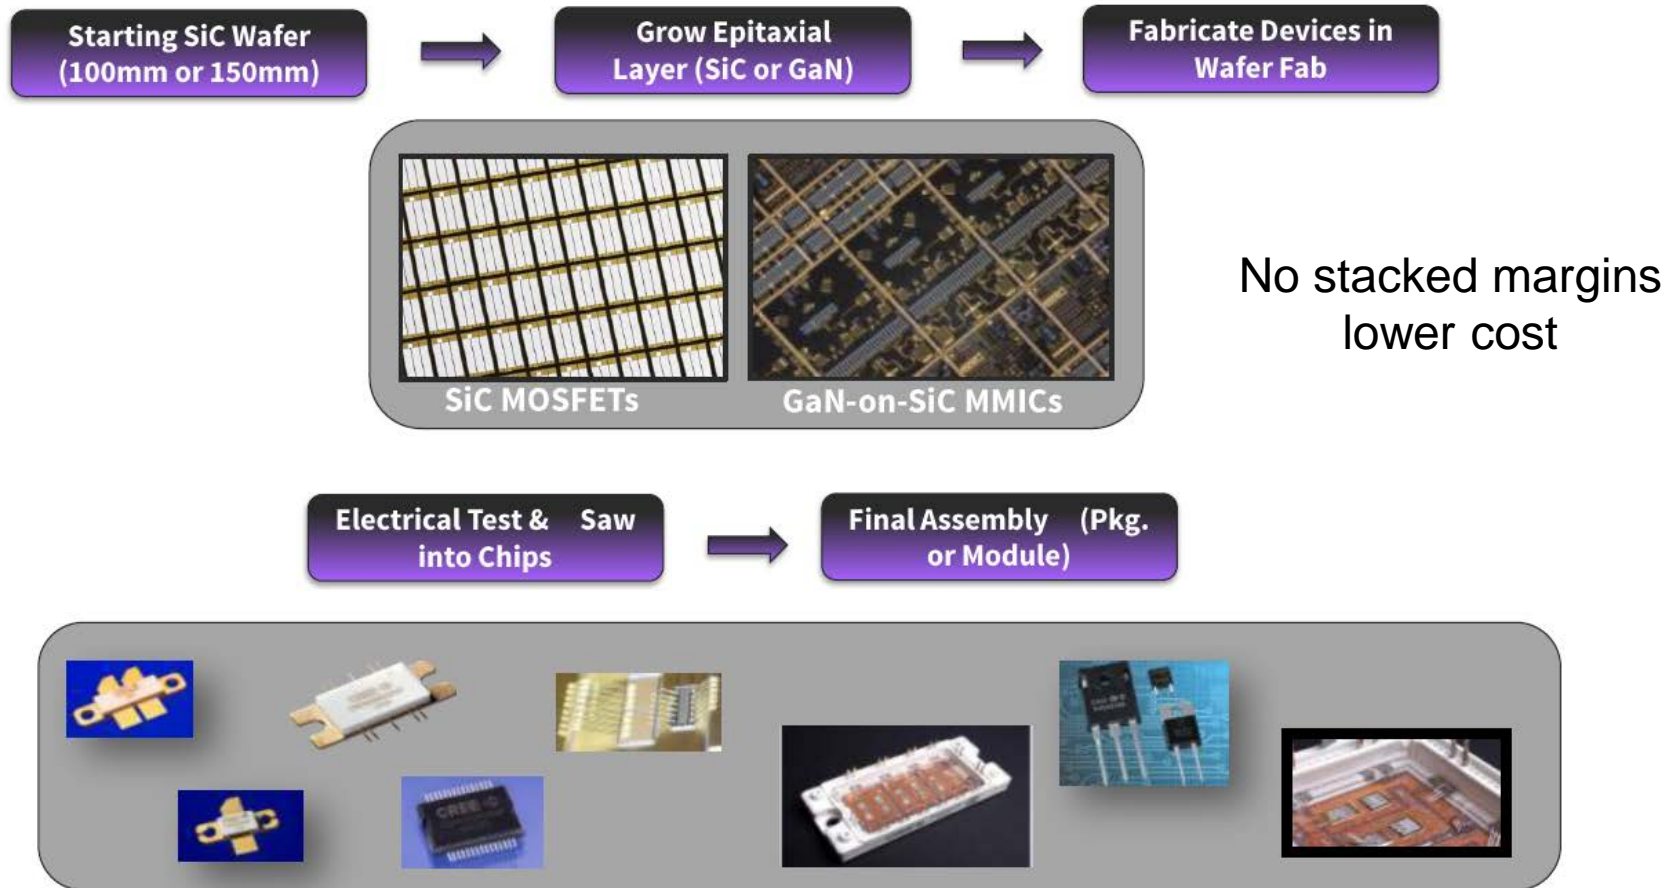 Starting SiC Wafer
(100mm or 150mm)
Grow Epitaxial
Layer (SiC or GaN)
Fabricate Devices in
Wafer Fab
SiC MOSFETs
GaN-on-SiC MMICs
No stacked margins
lower cost
Electrical Test & Saw
into Chips
Final Assembly (Pkg.
or Module)
CREE